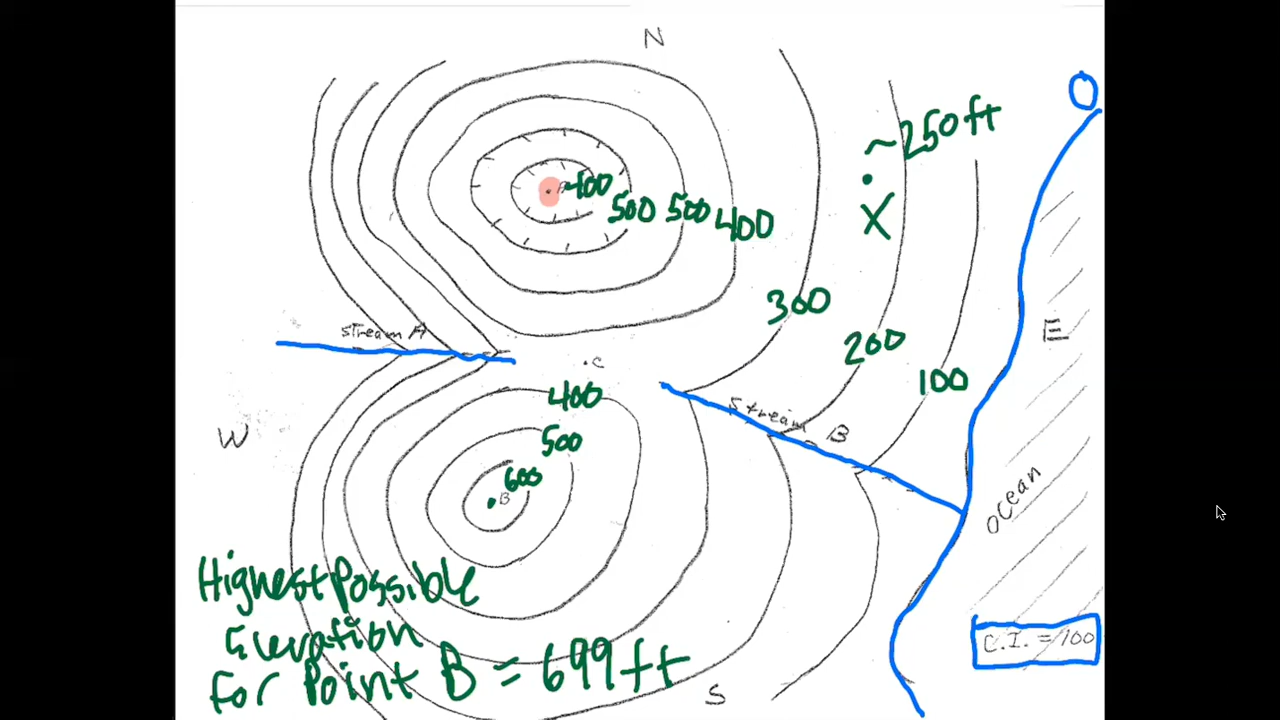 N
O
~250ft
A 400
500 500 400
300
E
Stream A
200
C
100
400
Stream B
W
500
600
B
ocean
Highest Possible
Elevation
For Point B = 699ft
C.I. = 100
S
X